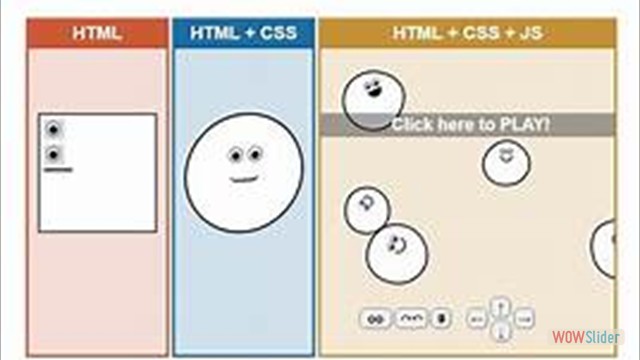 HTML
HTML + CSS
HTML + CSS + JS
Click here to PLAY!
WOWSlider